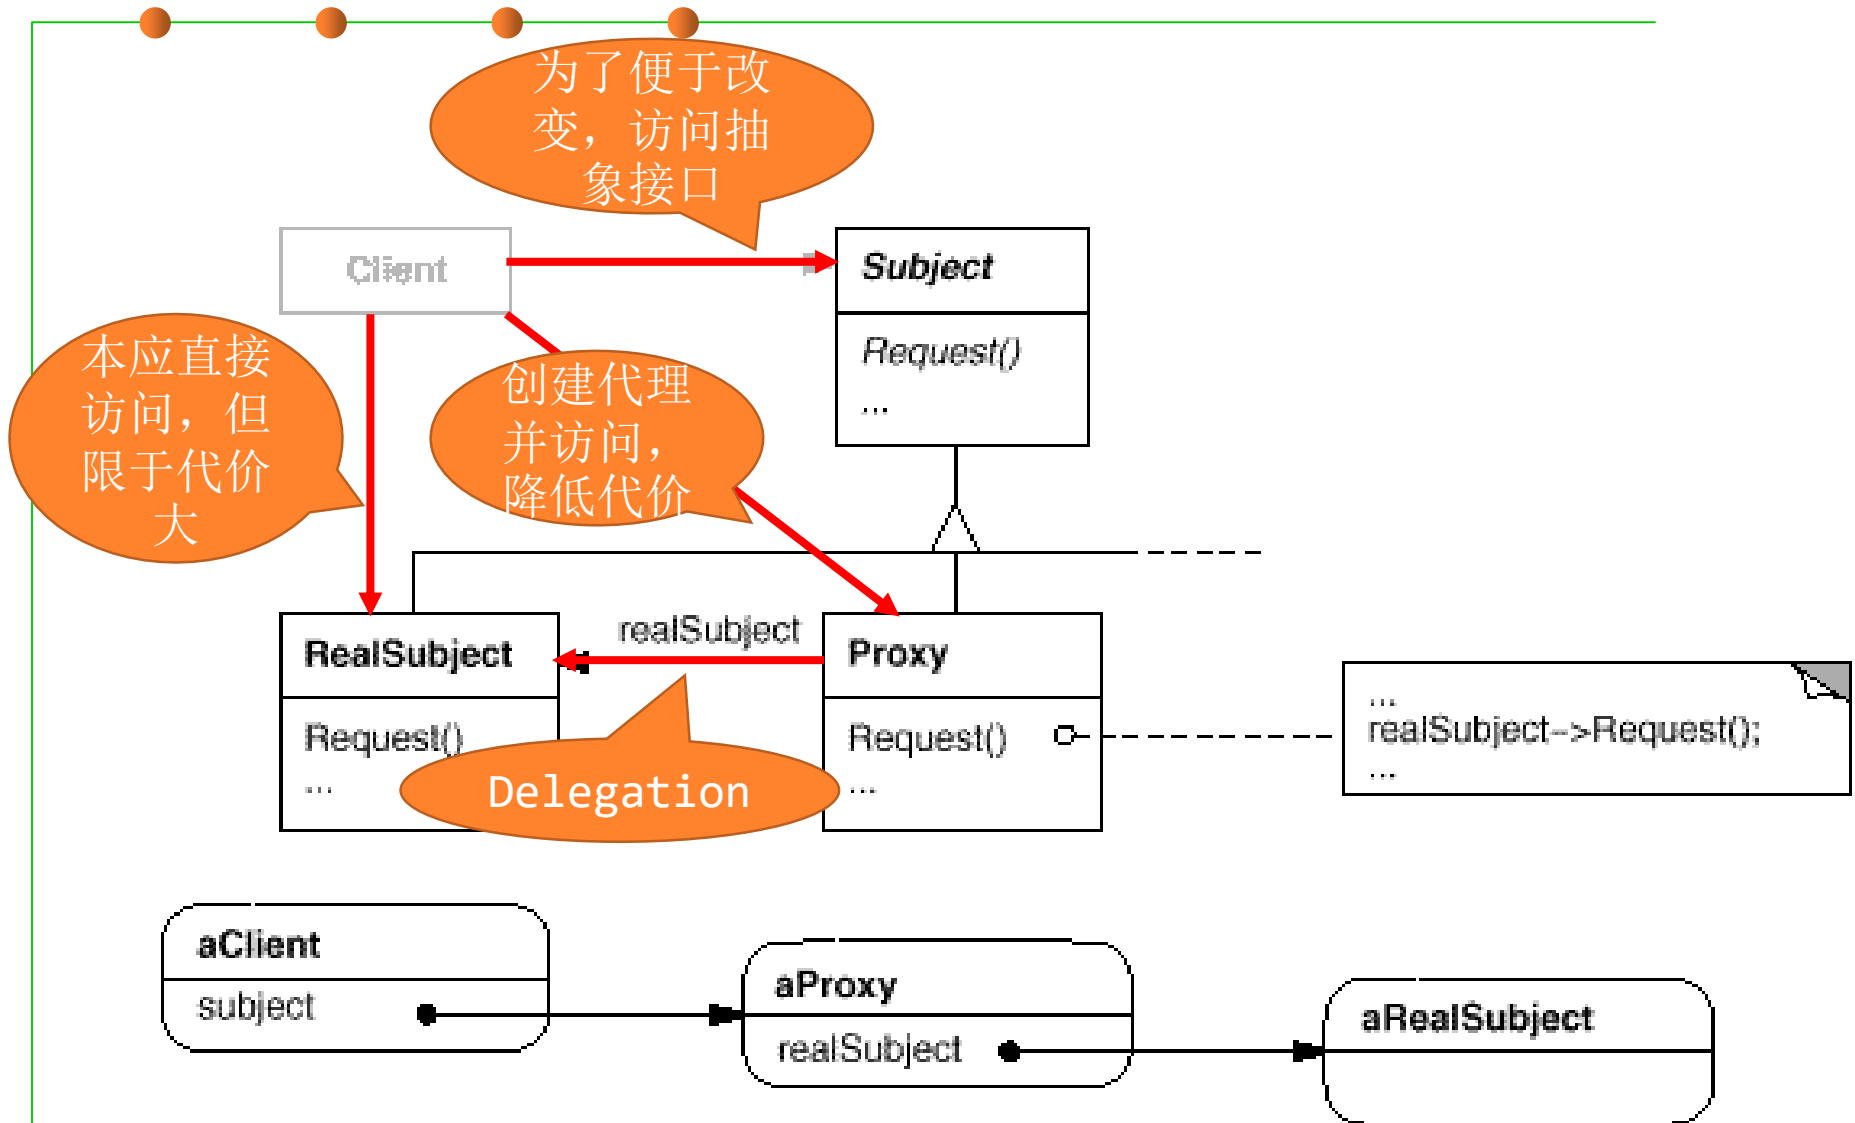 为了便于改
变，访问抽
象接口
Client
Subject
Request()
...
本应直接
访问，但
限于代价
大
创建代理
并访问，
降低代价
RealSubject
Request()
...
realSubject
Proxy
Request()
...
...
realSubject->Request();
...
Delegation
aClient
subject
aProxy
realSubject
aRealSubject